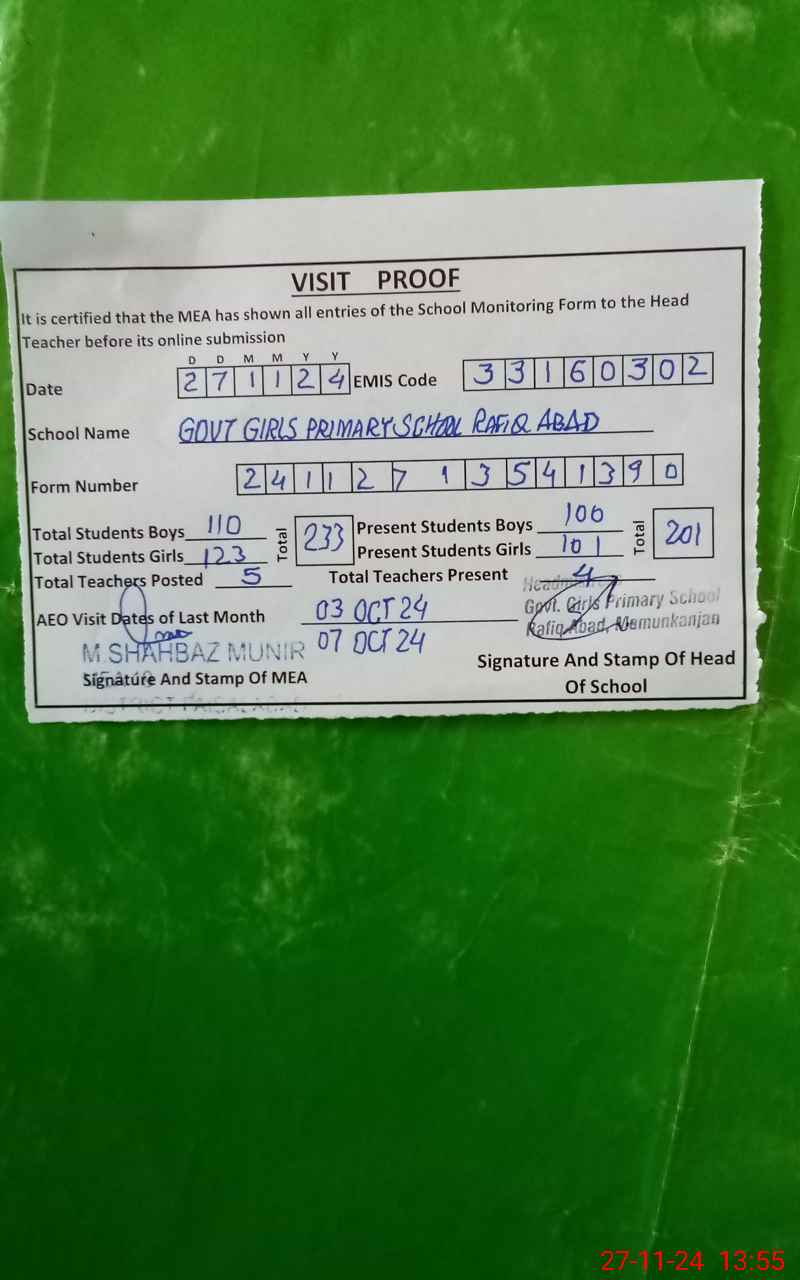 VISIT PROOF
It is certified that the MEA has shown all entries of the School Monitoring Form to the Head
Teacher before its online submission
D D M M Y Y
Date 2 7 1 1 2 4 EMIS Code 3 3 1 6 0 3 0 2
School Name GOVT GIRLS PRIMARY SCHOOL RAFIQ ABAD
Form Number 2 4 1 1 2 7 1 3 5 4 1 3 9 0
Total Students Boys 110 Total 233 Present Students Boys 100 Total 201
Total Students Girls 123 Present Students Girls 101
Total Teachers Posted 5 Total Teachers Present 4
AEO Visit Dates of Last Month 03 OCT 24
07 OCT 24
Govt. Girls Primary School
Rafiq Abad, Mamunkanjan
M.SHAHBAZ MUNIR
Signature And Stamp Of MEA
DISTRICT FAISALABAD
Signature And Stamp Of Head
Of School
27-11-24 13:55